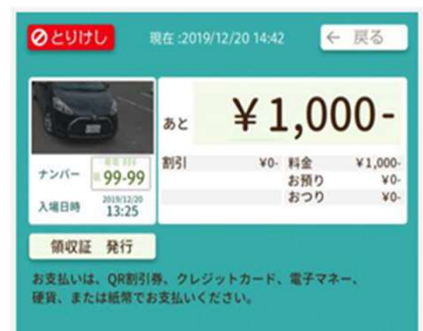 とりけし
現在 :2019/12/20 14:42
← 戻る
あと ¥1,000-
ナンバー 99-99
入場日時 2019/12/20 13:25
割引 ¥0-
料金 ¥1,000-
お預り ¥0-
おつり ¥0-
領収証 発行
お支払いは、QR割引券、クレジットカード、電子マネー、
硬貨、または紙幣でお支払いください。